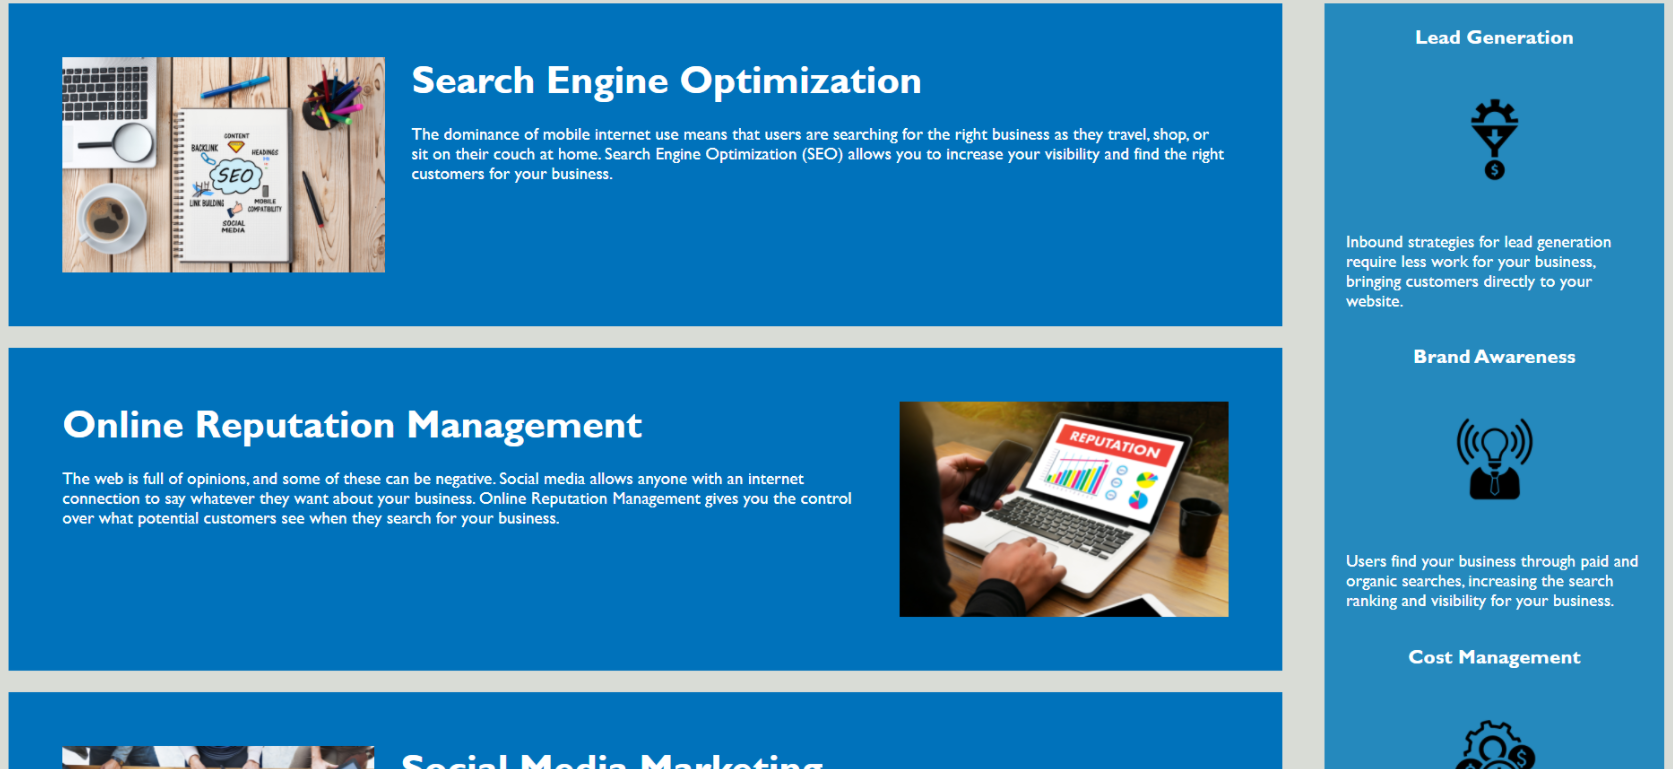 Search Engine Optimization
The dominance of mobile internet use means that users are searching for the right business as they travel, shop, or
sit on their couch at home. Search Engine Optimization (SEO) allows you to increase your visibility and find the right
customers for your business.
CONTENT
BACKLINK
HEADINGS
SEO
LINK BUILDING
MOBILE
COMPATIBILITY
SOCIAL
MEDIA
Online Reputation Management
The web is full of opinions, and some of these can be negative. Social media allows anyone with an internet
connection to say whatever they want about your business. Online Reputation Management gives you the control
over what potential customers see when they search for your business.
REPUTATION
Social Media Marketing
Lead Generation
$
Inbound strategies for lead generation
require less work for your business,
bringing customers directly to your
website.
Brand Awareness
Users find your business through paid and
organic searches, increasing the search
ranking and visibility for your business.
Cost Management
$
$